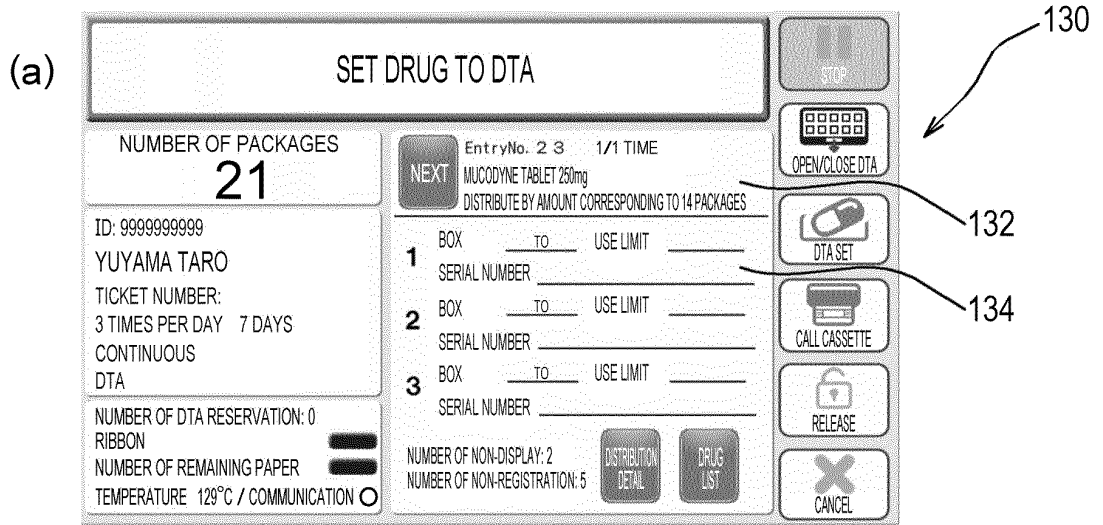 (a)
SET DRUG TO DTA
NUMBER OF PACKAGES
21
ID: 9999999999
YUYAMA TARO
TICKET NUMBER:
3 TIMES PER DAY 7 DAYS
CONTINUOUS
DTA
NUMBER OF DTA RESERVATION: 0
RIBBON
NUMBER OF REMAINING PAPER
TEMPERATURE 129°C / COMMUNICATION
NEXT
EntryNo. 2 3 1/1 TIME
MUCODYNE TABLET 250mg
DISTRIBUTE BY AMOUNT CORRESPONDING TO 14 PACKAGES
1 BOX TO USE LIMIT
SERIAL NUMBER
2 BOX TO USE LIMIT
SERIAL NUMBER
3 BOX TO USE LIMIT
SERIAL NUMBER
NUMBER OF NON-DISPLAY: 2
NUMBER OF NON-REGISTRATION: 5
DISTRIBUTION
DETAIL
DRUG
LIST
STOP
OPEN/CLOSE DTA
DTA SET
CALL CASSETTE
RELEASE
CANCEL
130
132
134